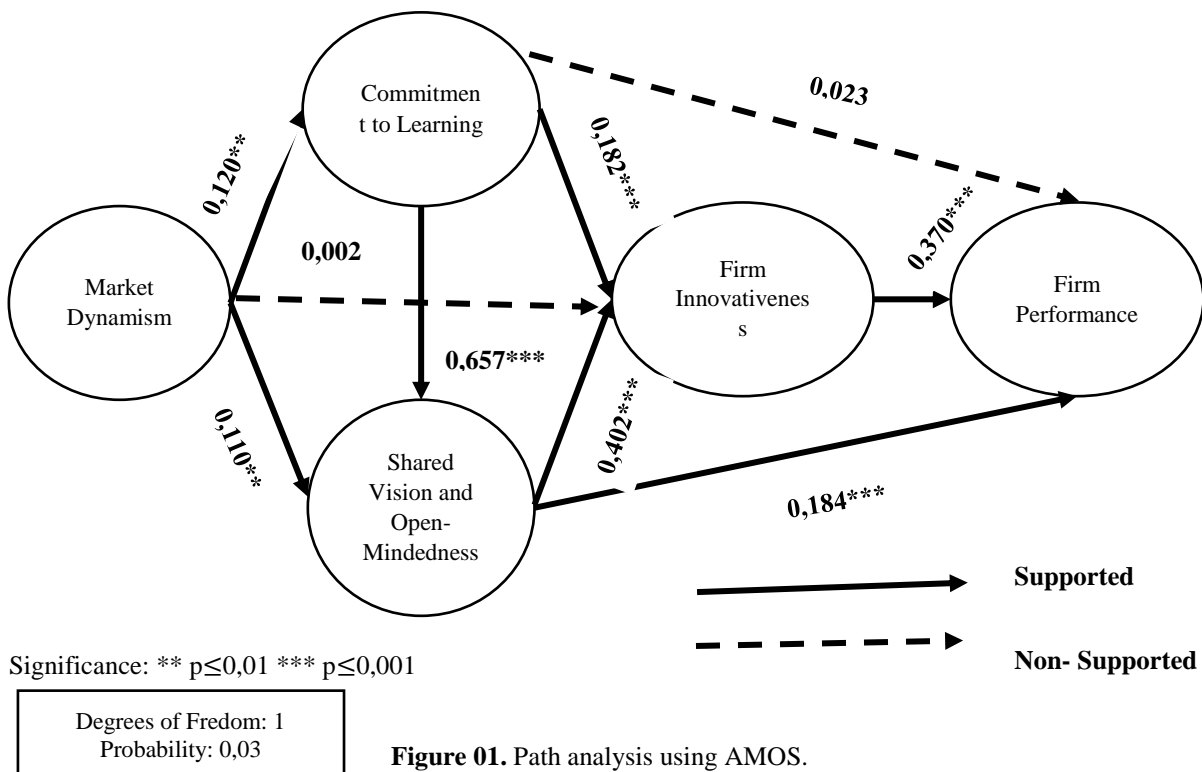 Commitmen
t to Learning
0,023
0,120**
0,182***
0,370***
0,002
Market
Dynamism
Firm
Innovativenes
s
Firm
Performance
0,657***
0,110**
0,402***
Shared
Vision and
Open-
Mindedness
0,184***
Supported
Non- Supported
Significance: ** p≤0,01 *** p≤0,001
Degrees of Fredom: 1
Probability: 0,03
Figure 01. Path analysis using AMOS.